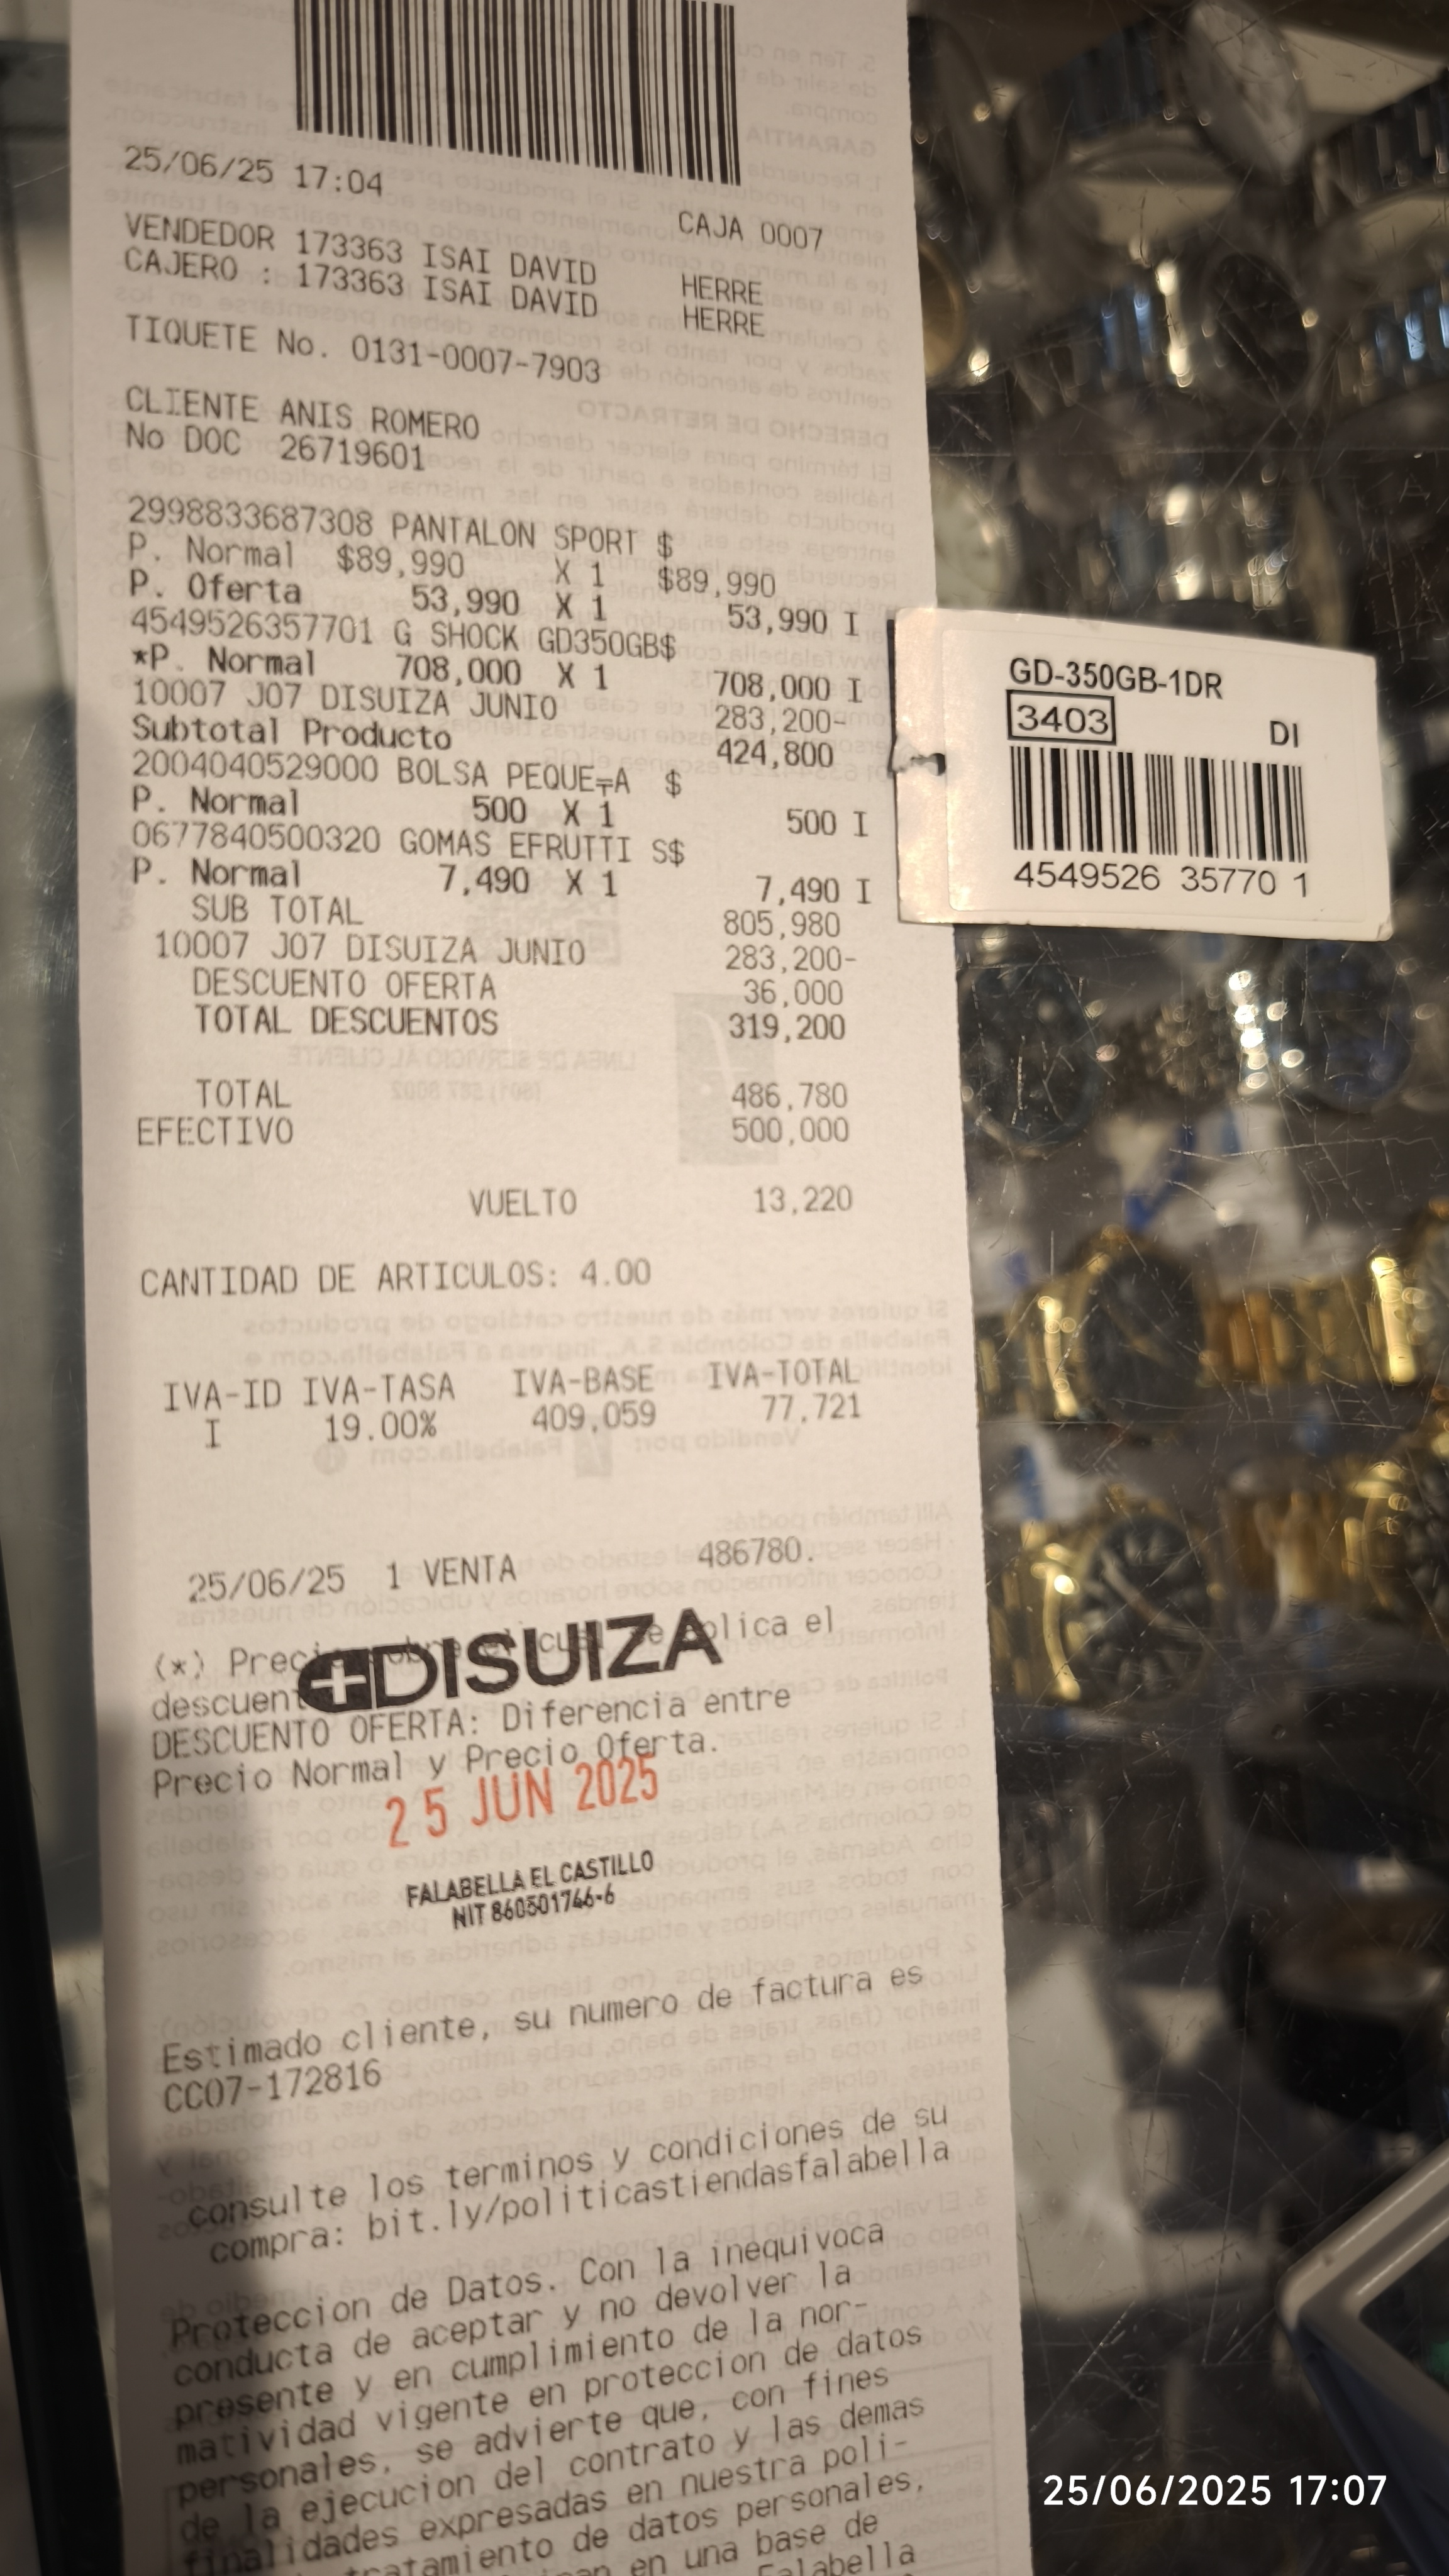 25/06/25 17:04
CAJA 0007
VENDEDOR 173363 ISAI DAVID HERRE
CAJERO : 173363 ISAI DAVID HERRE
TIQUETE No. 0131-0007-7903
CLIENTE ANIS ROMERO
No DOC 26719601
2998833687308 PANTALON SPORT $
P. Normal $89,990 X 1 $89,990
P. Oferta 53,990 X 1 53,990 I
4549526357701 G SHOCK GD350GB$
*P. Normal 708,000 X 1 708,000 I
10007 J07 DISUIZA JUNIO 283,200-
Subtotal Producto 424,800
2004040529000 BOLSA PEQUE╤A $
P. Normal 500 X 1 500 I
0677840500320 GOMAS EFRUTTI S$
P. Normal 7,490 X 1 7,490 I
SUB TOTAL 805,980
10007 J07 DISUIZA JUNIO 283,200-
DESCUENTO OFERTA 36,000
TOTAL DESCUENTOS 319,200
TOTAL 486,780
EFECTIVO 500,000
VUELTO 13,220
CANTIDAD DE ARTICULOS: 4.00
IVA-ID IVA-TASA IVA-BASE IVA-TOTAL
I 19.00% 409,059 77,721
25/06/25 1 VENTA 486780.
(*) el
DISUIZA
DESCUENTO OFERTA: Diferencia entre
Precio Normal y Precio Oferta.
25 JUN 2025
FALABELLA EL CASTILLO
NIT 860501746-6
Estimado cliente, su numero de factura es
CC07-172816
consulte los terminos y condiciones de su
compra: bit.ly/politicastiendasfalabella
Proteccion de Datos. Con la inequivoca
conducta de aceptar y no devolver la
presente y en cumplimiento de la nor-
matividad vigente en proteccion de datos
personales, se advierte que, con fines
de la ejecucion del contrato y las demas
finalidades expresadas en nuestra poli-
tratamiento de datos personales,
en una base de
Falabella
GD-350GB-1DR
3403 DI
4549526 35770 1
25/06/2025 17:07